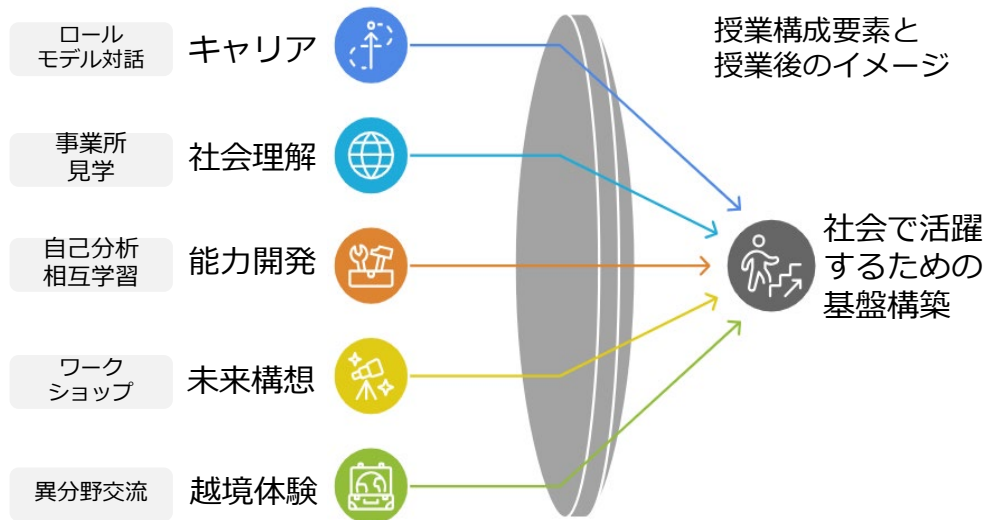 授業構成要素と
授業後のイメージ
ロール
モデル対話
キャリア
事業所
見学
社会理解
自己分析
相互学習
能力開発
ワーク
ショップ
未来構想
異分野交流
越境体験
社会で活躍
するための
基盤構築